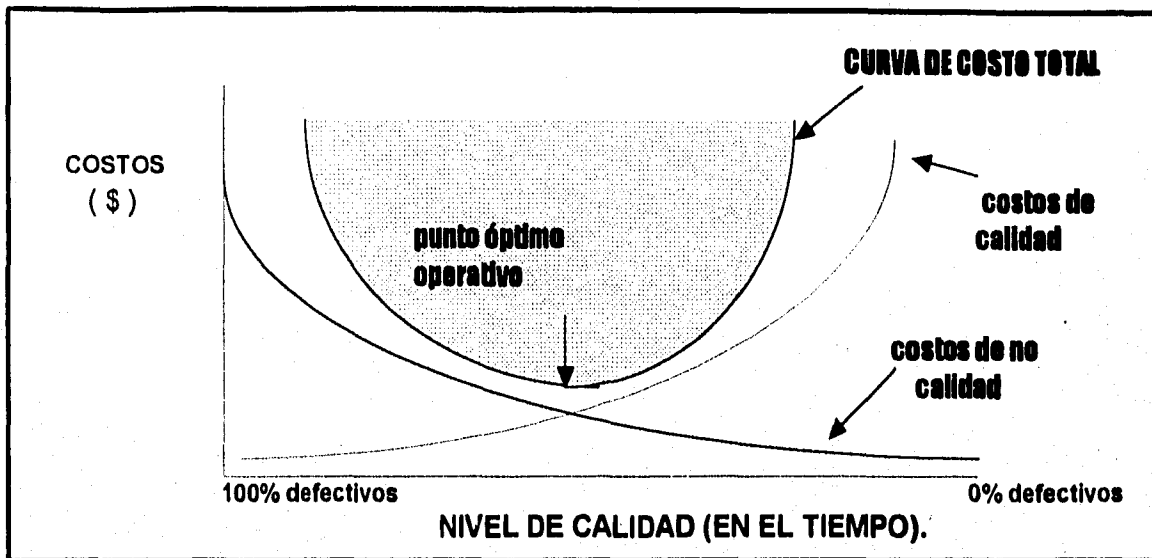 CURVA DE COSTO TOTAL
COSTOS
( $ )
costos de
calidad
punto óptimo
operativo
costos de no
calidad
100% defectivos
0% defectivos
NIVEL DE CALIDAD (EN EL TIEMPO).